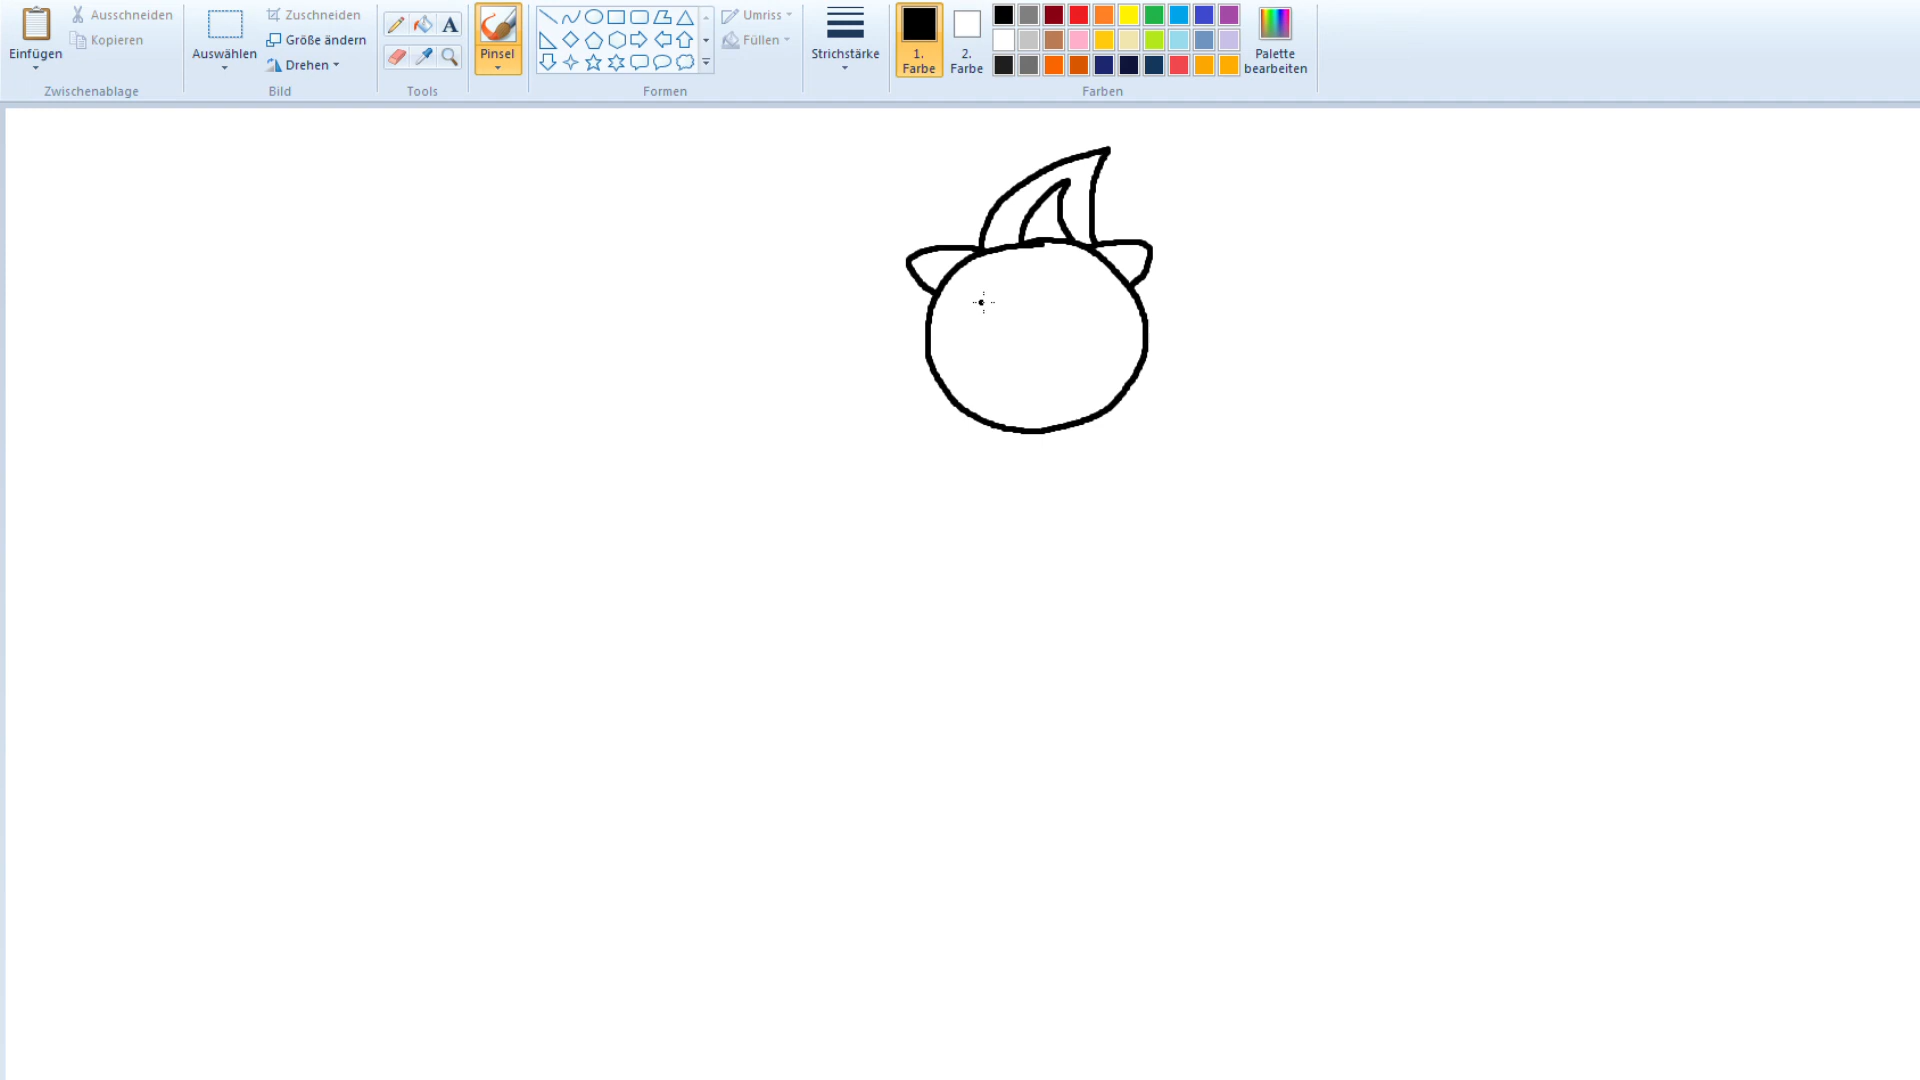 Einfügen
Ausschneiden
Kopieren
Zwischenablage
Auswählen
Zuschneiden
Größe ändern
Drehen
Bild
A
Tools
Pinsel
Formen
Umriss
Füllen
Strichstärke
1.
Farbe
2.
Farbe
Palette
bearbeiten
Farben